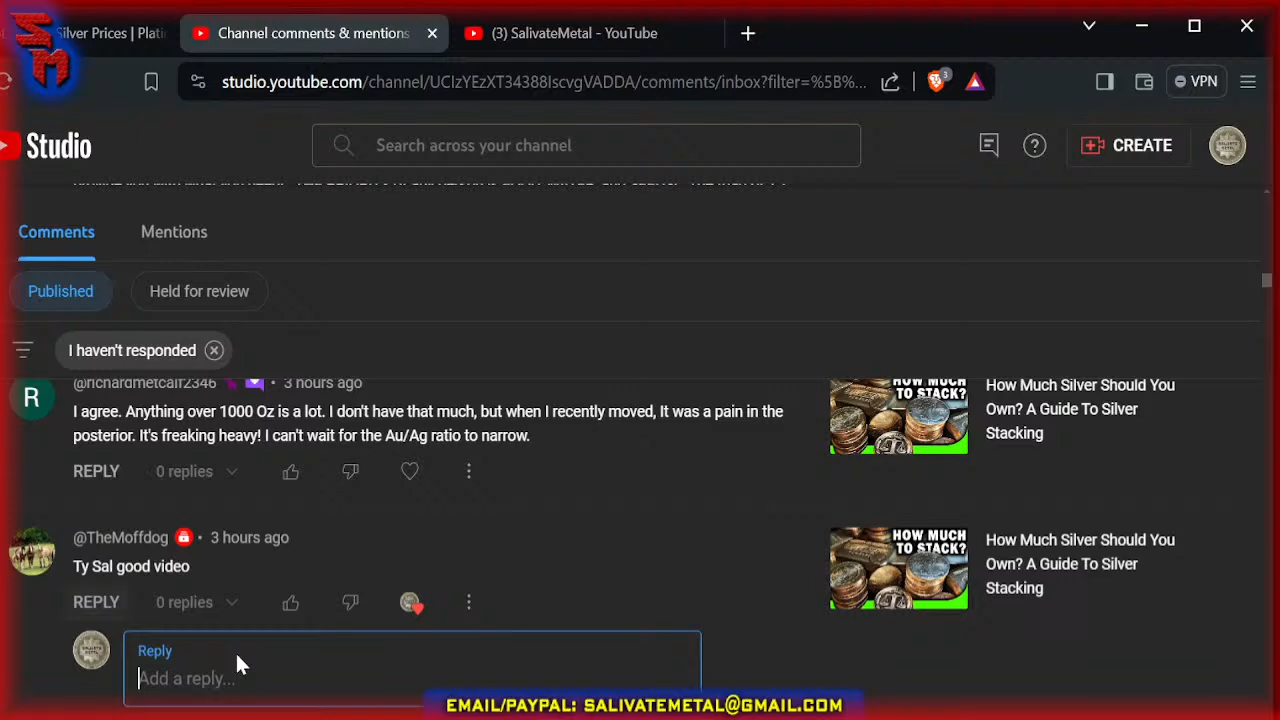 SM
Silver Prices | Plati
Channel comments & mentions
(3) SalivateMetal - YouTube
studio.youtube.com/channel/UCIzYEzXT34388IscvgVADDA/comments/inbox?filter=%5B%...
3
VPN
Studio
Search across your channel
CREATE
Comments
Mentions
Published
Held for review
I haven't responded
@richardmetcalf2346 • 3 hours ago
R
I agree. Anything over 1000 Oz is a lot. I don't have that much, but when I recently moved, It was a pain in the
posterior. It's freaking heavy! I can't wait for the Au/Ag ratio to narrow.
REPLY 0 replies
HOW MUCH
TO STACK?
How Much Silver Should You
Own? A Guide To Silver
Stacking
@TheMoffdog • 3 hours ago
Ty Sal good video
REPLY 0 replies
HOW MUCH
TO STACK?
How Much Silver Should You
Own? A Guide To Silver
Stacking
Reply
Add a reply...
EMAIL/PAYPAL: SALIVATEMETAL@GMAIL.COM